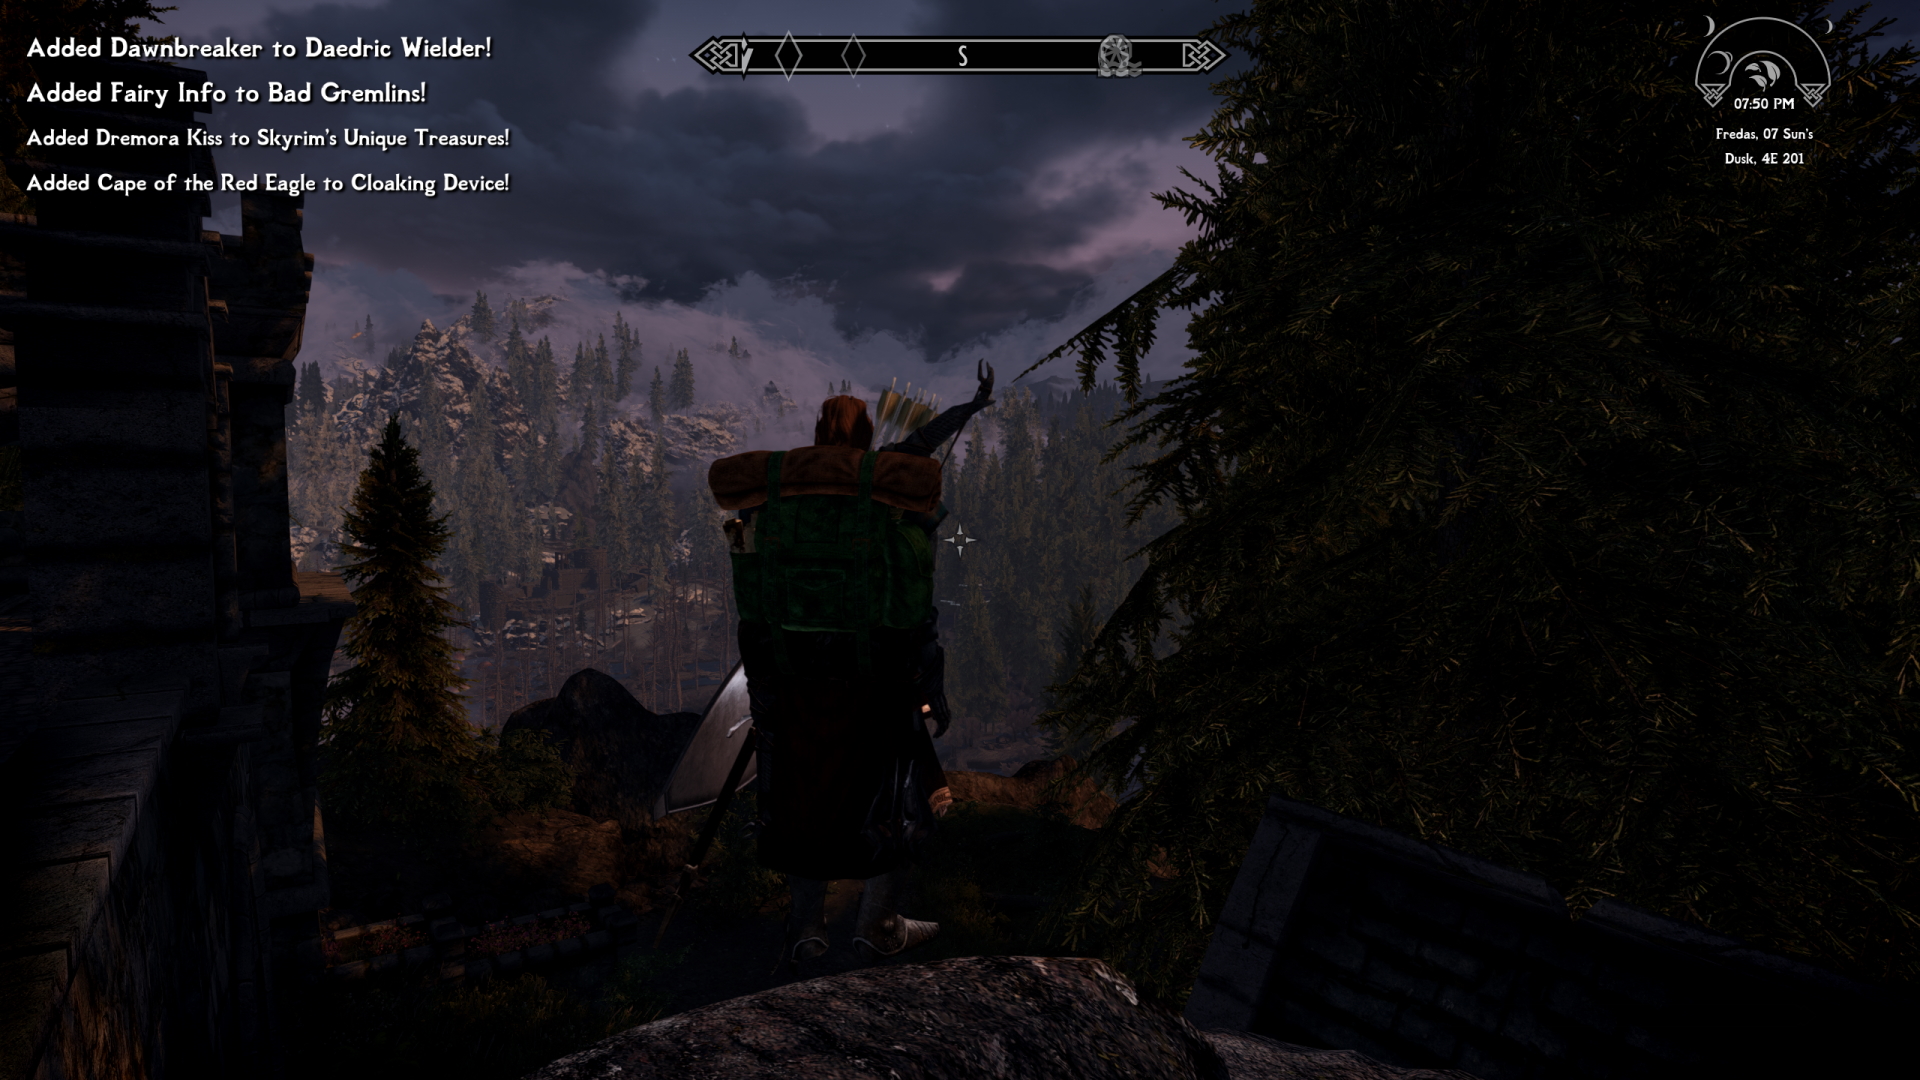 Added Dawnbreaker to Daedric Wielder!
Added Fairy Info to Bad Gremlins!
Added Dremora Kiss to Skyrim's Unique Treasures!
Added Cape of the Red Eagle to Cloaking Device!
S
07:50 PM
Fredas, 07 Sun's
Dusk, 4E 201